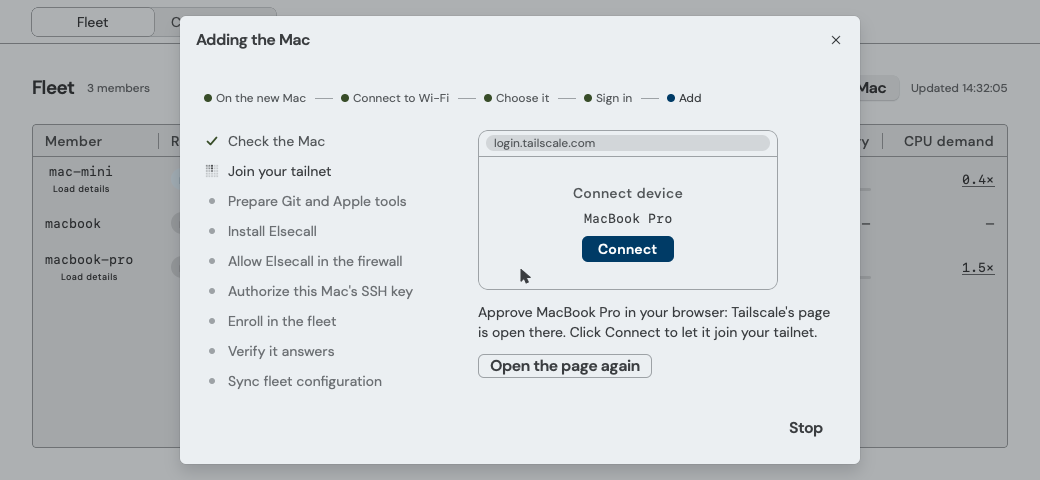 Fleet
Adding the Mac
Fleet 3 members
Mac Updated 14:32:05
On the new Mac Connect to Wi-Fi Choose it Sign in Add
Member
CPU demand
mac-mini
Load details
0.4×
macbook
–
–
macbook-pro
Load details
1.5×
Check the Mac
Join your tailnet
Prepare Git and Apple tools
Install Elsecall
Allow Elsecall in the firewall
Authorize this Mac's SSH key
Enroll in the fleet
Verify it answers
Sync fleet configuration
login.tailscale.com
Connect device
MacBook Pro
Connect
Approve MacBook Pro in your browser: Tailscale's page
is open there. Click Connect to let it join your tailnet.
Open the page again
Stop